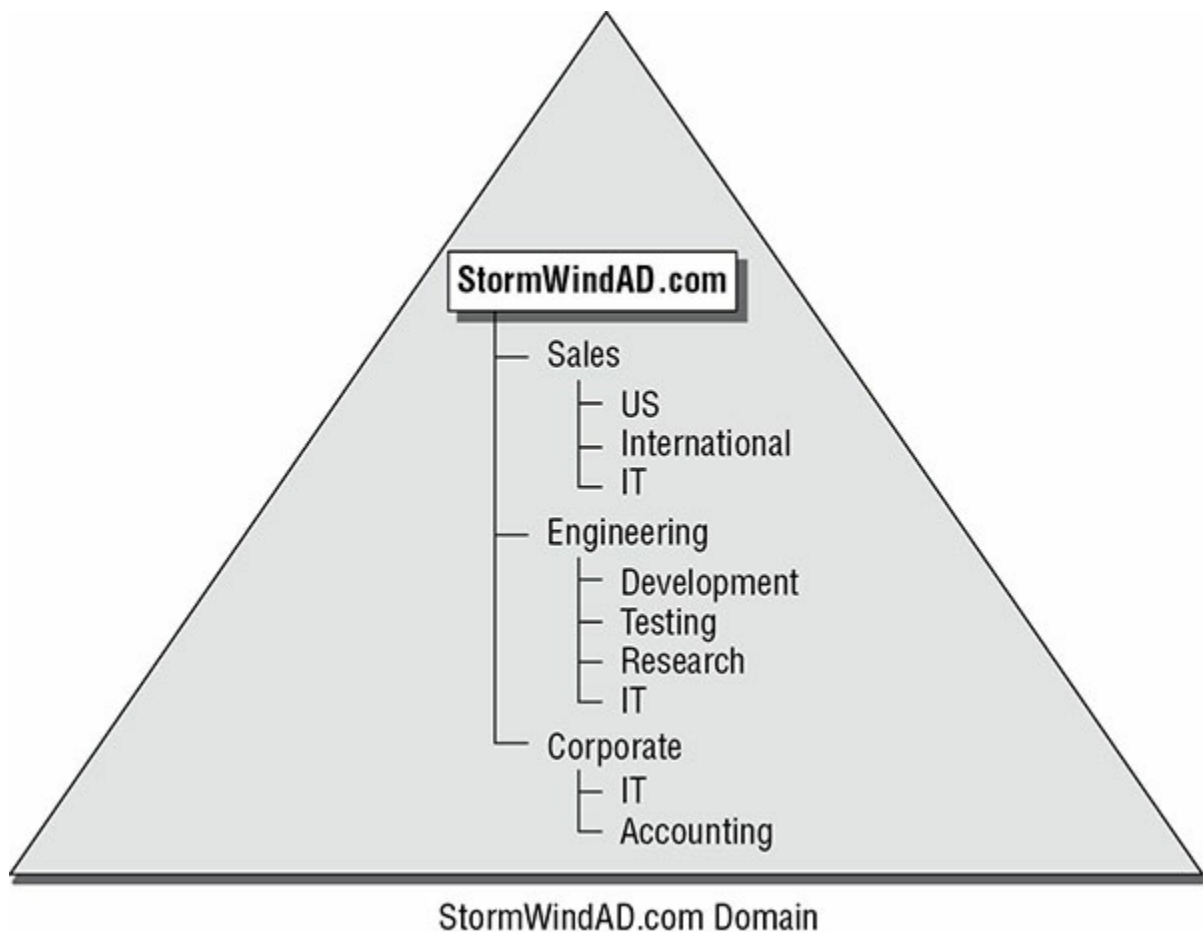 StormWindAD.com
Sales
US
International
IT
Engineering
Development
Testing
Research
IT
Corporate
IT
Accounting
StormWindAD.com Domain